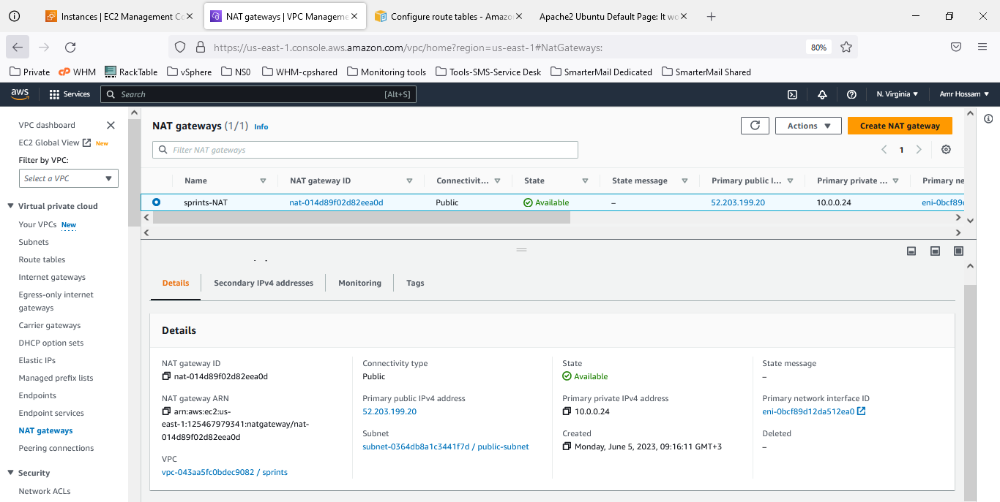 Instances | EC2 Management Co
NAT gateways | VPC Manageme
Configure route tables - Amazo
Apache2 Ubuntu Default Page: It wo
https://us-east-1.console.aws.amazon.com/vpc/home?region=us-east-1#NatGateways:
80%
Private
WHM
RackTable
vSphere
NS0
WHM-cpshared
Monitoring tools
Tools-SMS-Service Desk
SmarterMail Dedicated
SmarterMail Shared
aws
Services
Search
[Alt+S]
N. Virginia
Amr Hossam
VPC dashboard
EC2 Global View New
Filter by VPC:
Select a VPC
Virtual private cloud
Your VPCs New
Subnets
Route tables
Internet gateways
Egress-only internet
gateways
Carrier gateways
DHCP option sets
Elastic IPs
Managed prefix lists
Endpoints
Endpoint services
NAT gateways
Peering connections
Security
Network ACLs
NAT gateways (1/1) Info
Actions
Create NAT gateway
Filter NAT gateways
1
Name
NAT gateway ID
Connectivit...
State
State message
Primary public I...
Primary private ...
Primary ne
sprints-NAT
nat-014d89f02d82eea0d
Public
Available
–
52.203.199.20
10.0.0.24
eni-0bcf89d
Details
Secondary IPv4 addresses
Monitoring
Tags
Details
NAT gateway ID
nat-014d89f02d82eea0d
NAT gateway ARN
arn:aws:ec2:us-
east-1:125467979341:natgateway/nat-
014d89f02d82eea0d
VPC
vpc-043aa5fc0bdec9082 / sprints
Connectivity type
Public
Primary public IPv4 address
52.203.199.20
Subnet
subnet-0364db8a1c3441f7d / public-subnet
State
Available
Primary private IPv4 address
10.0.0.24
Created
Monday, June 5, 2023, 09:16:11 GMT+3
State message
–
Primary network interface ID
eni-0bcf89d12da512ea0
Deleted
–